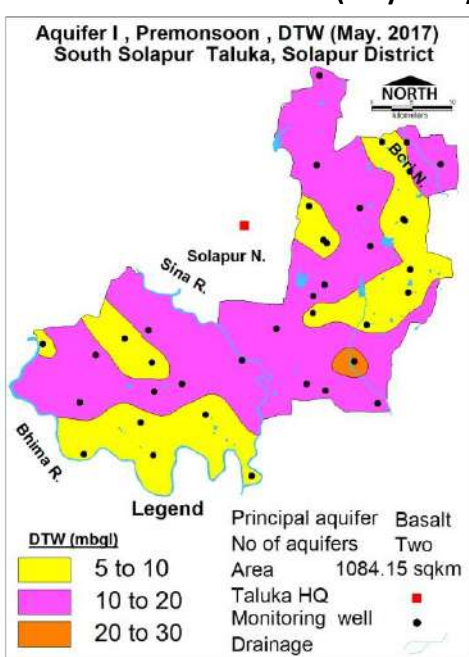 Aquifer I , Premonsoon , DTW (May. 2017)
South Solapur Taluka, Solapur District
NORTH
kilometers
Bori N.
Solapur N.
Sina R.
Bhima R.
Legend
DTW (mbgl)
5 to 10
10 to 20
20 to 30
Principal aquifer Basalt
No of aquifers Two
Area 1084.15 sqkm
Taluka HQ
Monitoring well
Drainage